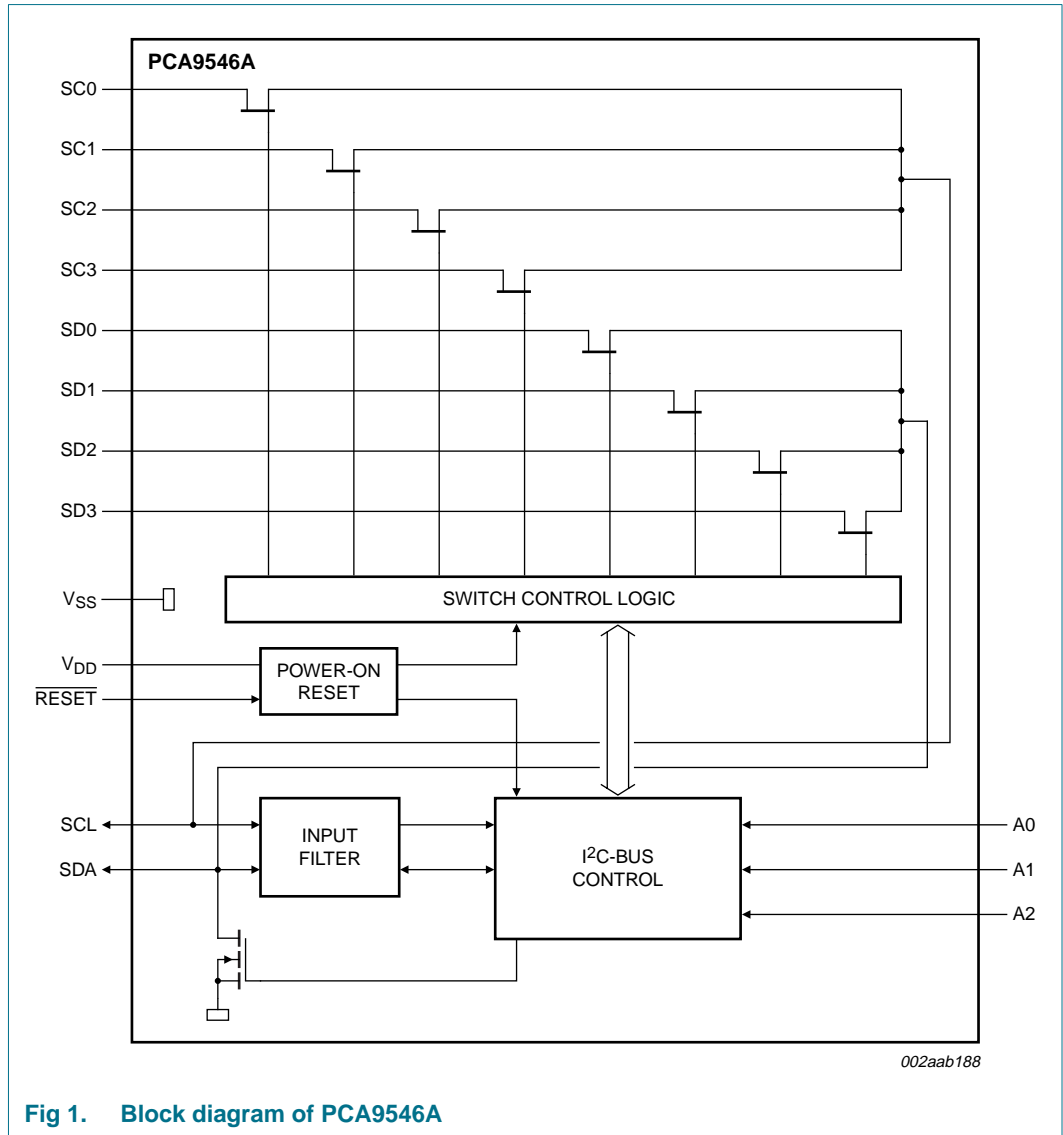 PCA9546A
SC0
SC1
SC2
SC3
SD0
SD1
SD2
SD3
VSS
SWITCH CONTROL LOGIC
VDD
RESET
POWER-ON
RESET
SCL
SDA
INPUT
FILTER
I²C-BUS
CONTROL
A0
A1
A2
002aab188
Fig 1. Block diagram of PCA9546A